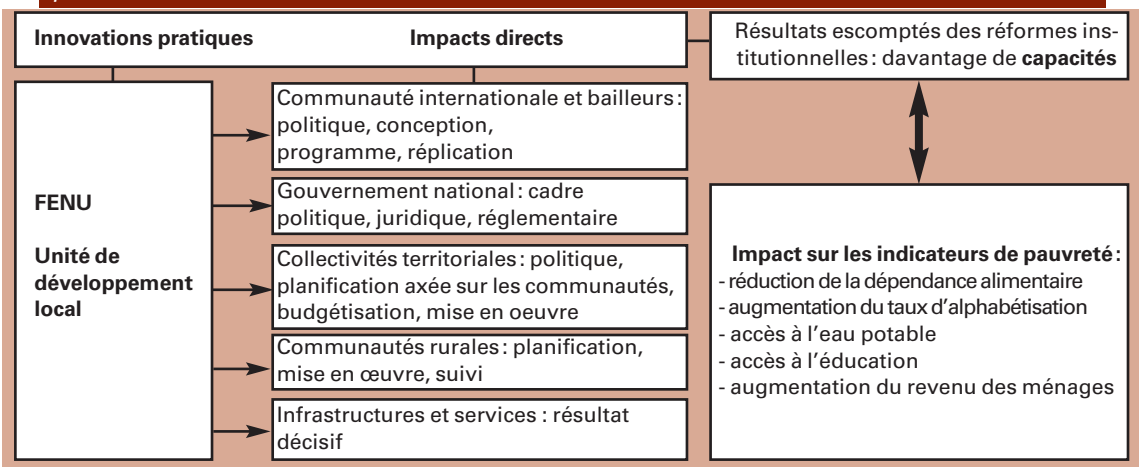 Innovations pratiques
Impacts directs
Résultats escomptés des réformes ins-
titutionnelles : davantage de capacités
FENU
Unité de
développement
local
Communauté internationale et bailleurs :
politique, conception,
programme, réplication
Gouvernement national : cadre
politique, juridique, réglementaire
Collectivités territoriales : politique,
planification axée sur les communautés,
budgétisation, mise en oeuvre
Communautés rurales : planification,
mise en œuvre, suivi
Infrastructures et services : résultat
décisif
Impact sur les indicateurs de pauvreté :
- réduction de la dépendance alimentaire
- augmentation du taux d’alphabétisation
- accès à l’eau potable
- accès à l’éducation
- augmentation du revenu des ménages